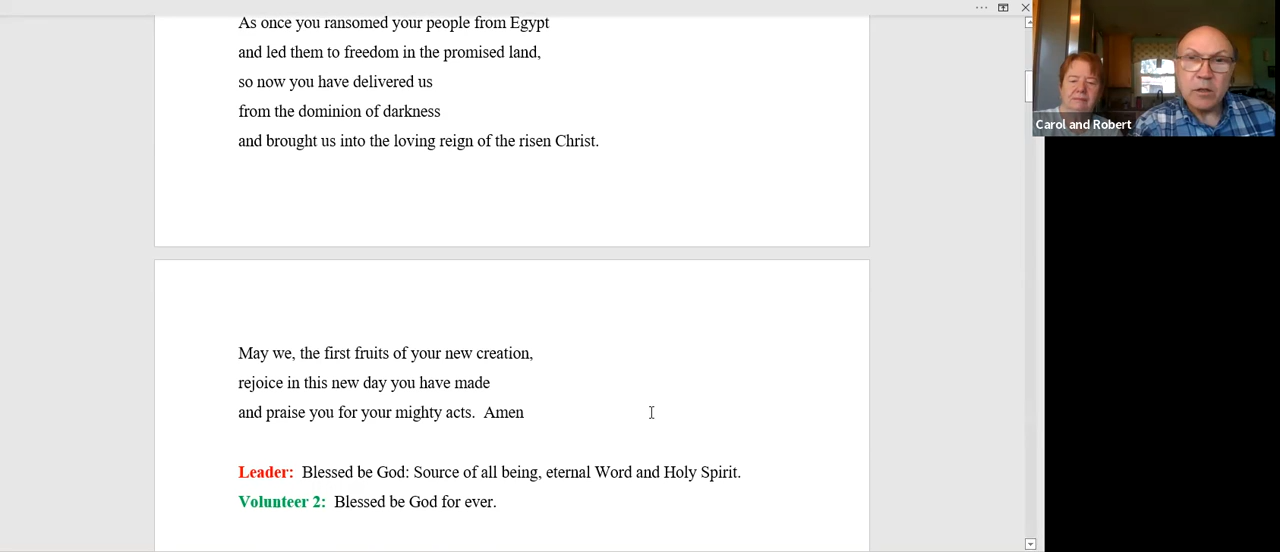 As once you ransomed your people from Egypt
and led them to freedom in the promised land,
so now you have delivered us
from the dominion of darkness
and brought us into the loving reign of the risen Christ.
May we, the first fruits of your new creation,
rejoice in this new day you have made
and praise you for your mighty acts.  Amen
Leader:  Blessed be God: Source of all being, eternal Word and Holy Spirit.
Volunteer 2:  Blessed be God for ever.
Carol and Robert